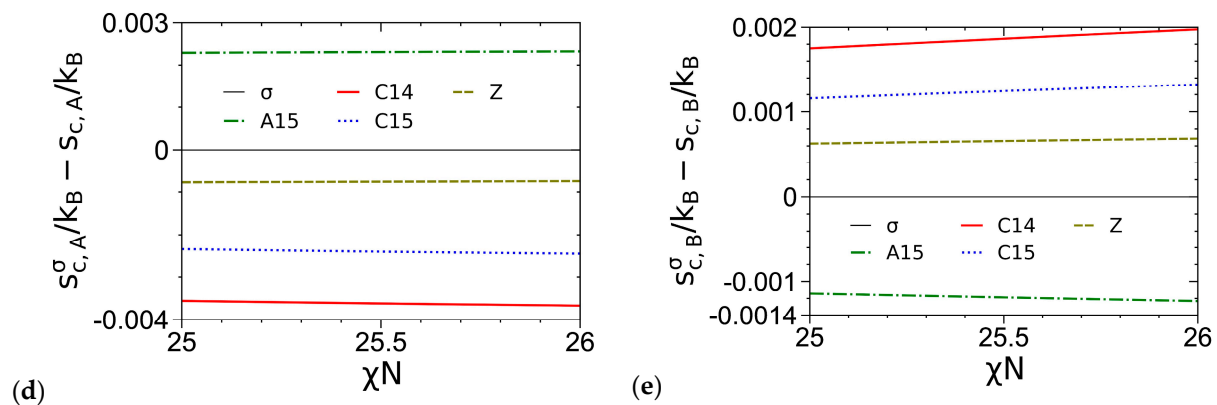 0.003
0
-0.004
s^σ_{c, A}/k_B − s_{c, A}/k_B
σ C14 Z
A15 C15
25 25.5 26
χN
(d)
0.002
0.001
0
-0.001
-0.0014
s^σ_{c, B}/k_B − s_{c, B}/k_B
σ C14 Z
A15 C15
25 25.5 26
χN
(e)